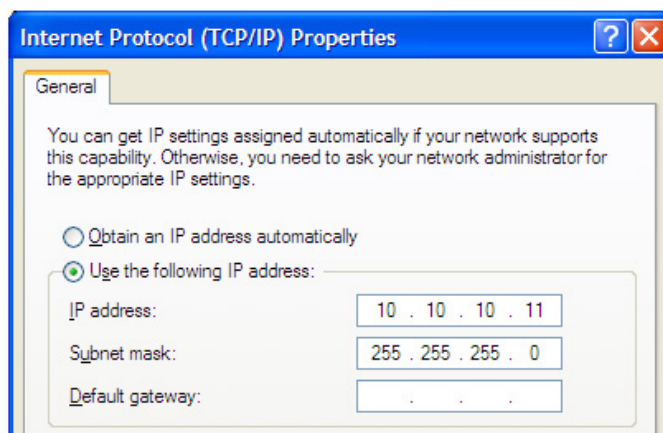 Internet Protocol (TCP/IP) Properties
General
You can get IP settings assigned automatically if your network supports
this capability. Otherwise, you need to ask your network administrator for
the appropriate IP settings.
Obtain an IP address automatically
Use the following IP address:
IP address: 10 . 10 . 10 . 11
Subnet mask: 255 . 255 . 255 . 0
Default gateway: . . .